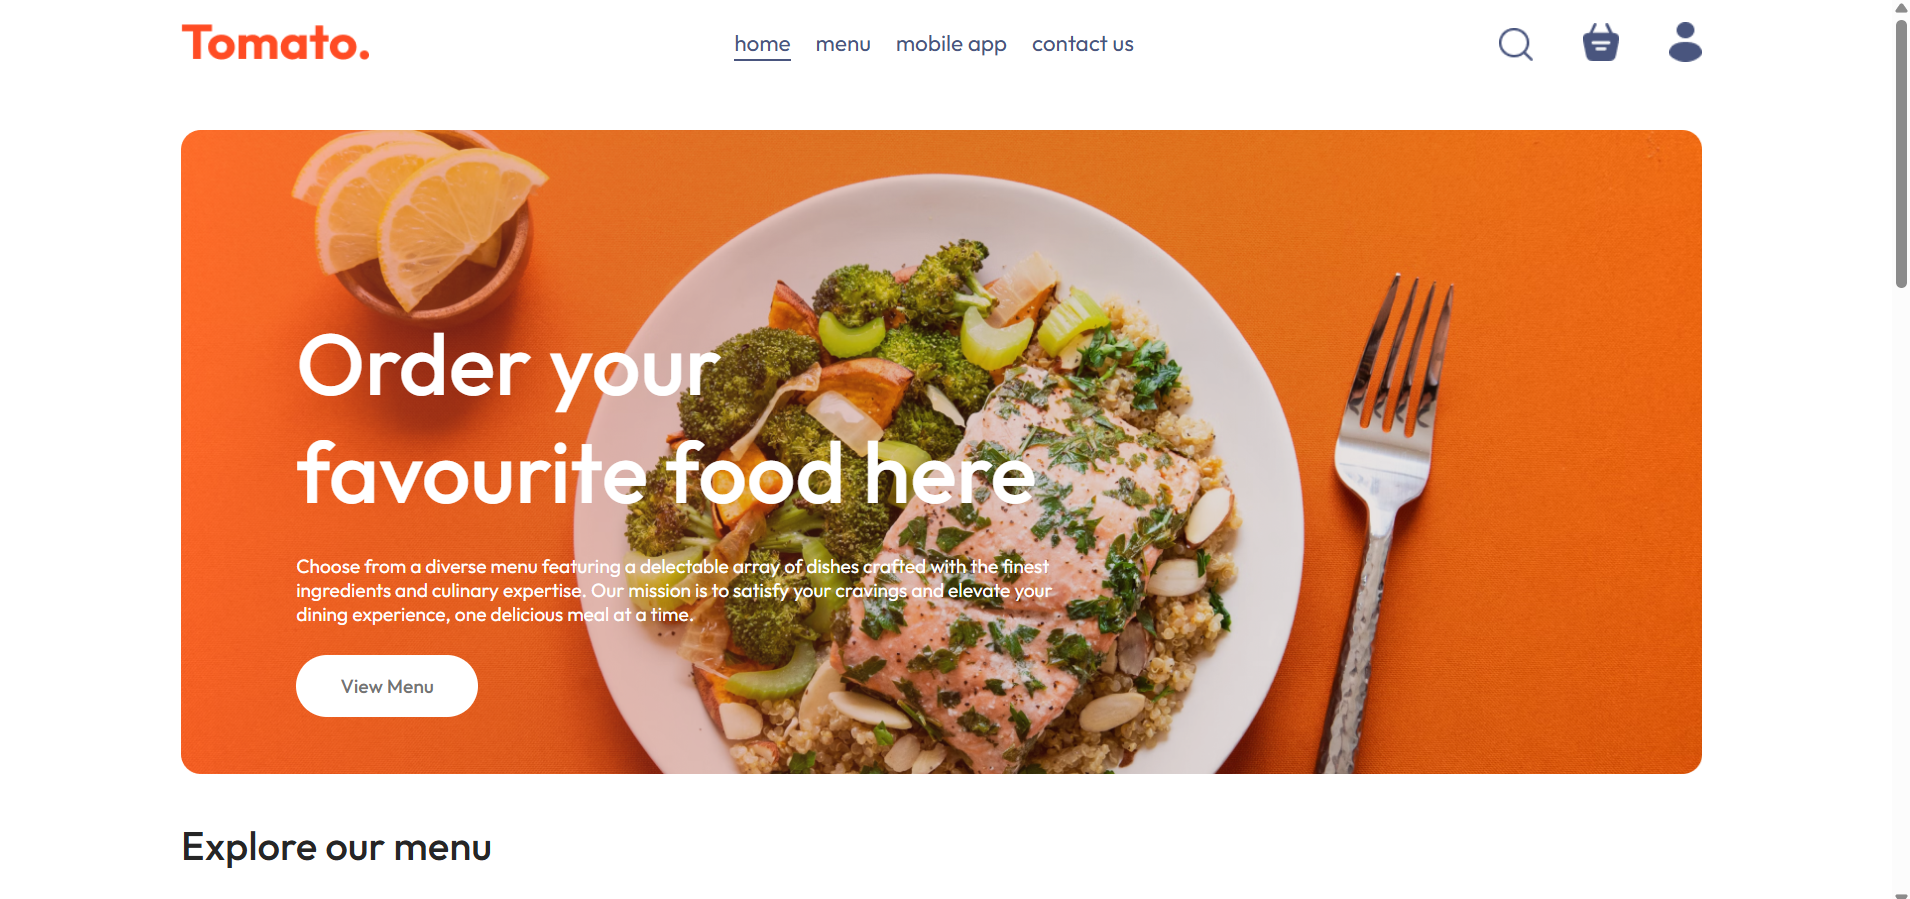 Tomato.
home menu mobile app contact us
Order your
favourite food here
Choose from a diverse menu featuring a delectable array of dishes crafted with the finest
ingredients and culinary expertise. Our mission is to satisfy your cravings and elevate your
dining experience, one delicious meal at a time.
View Menu
Explore our menu